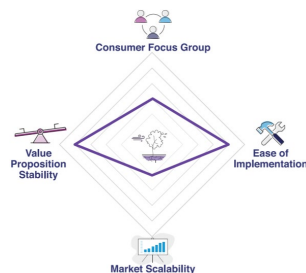 Consumer Focus Group
Value
Proposition
Stability
Ease of
Implementation
Market Scalability